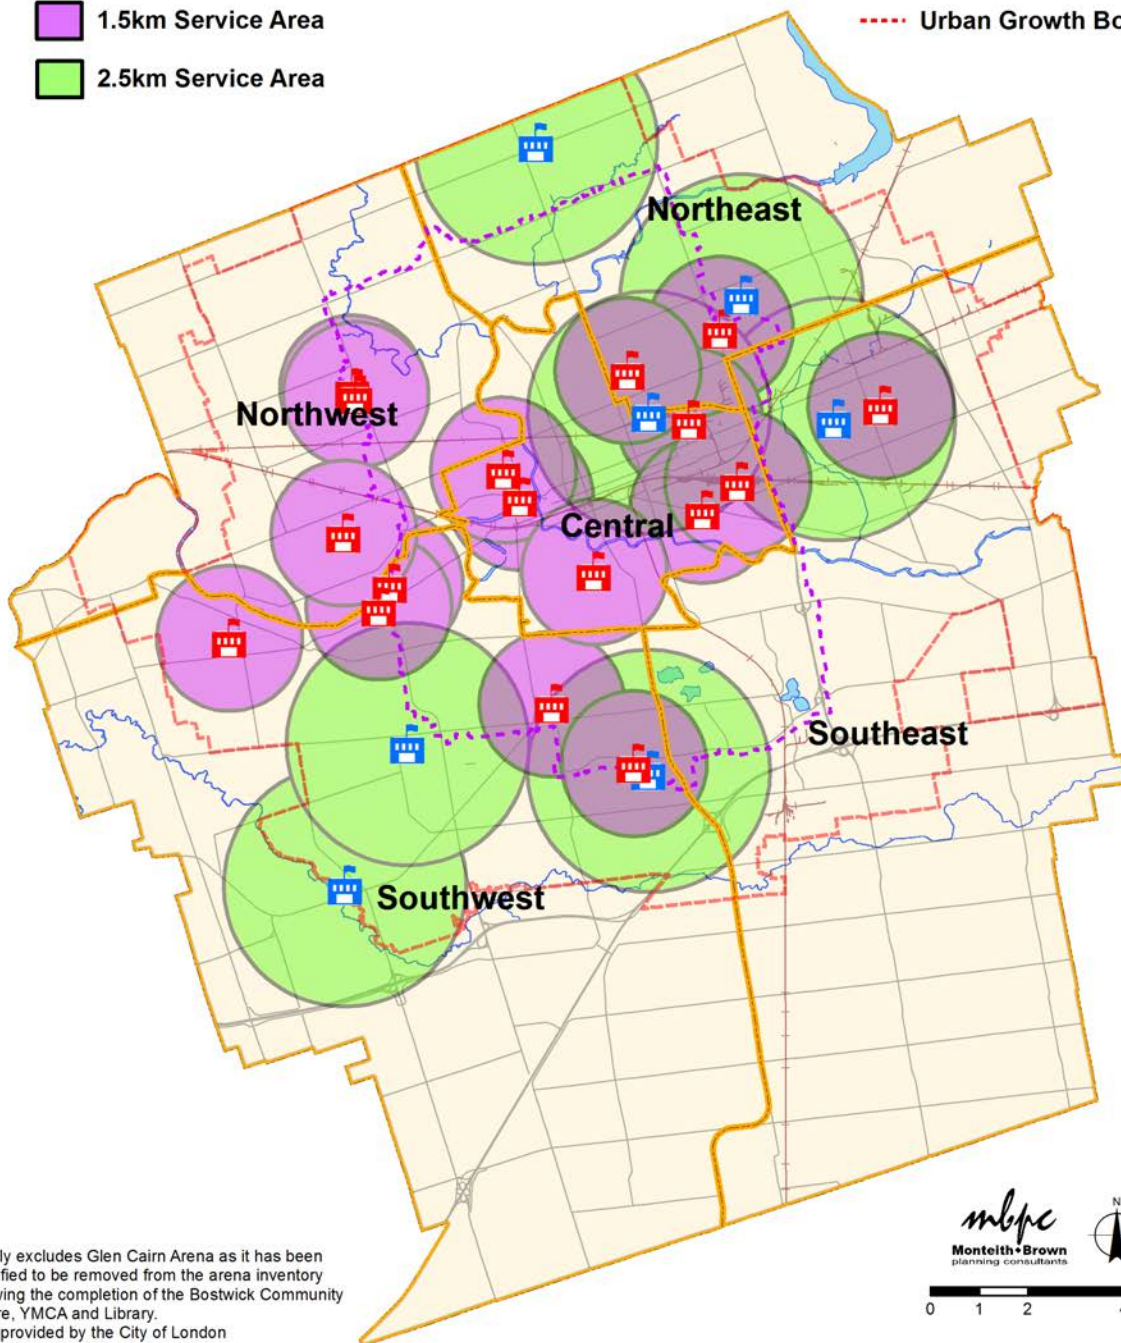 1.5km Service Area
2.5km Service Area
Urban Growth Bo
Northeast
Northwest
Central
Southeast
Southwest
ly excludes Glen Cairn Arena as it has been
fied to be removed from the arena inventory
wing the completion of the Bostwick Community
re, YMCA and Library.
provided by the City of London
mbpc
Monteith+Brown
planning consultants
N
0 1 2 4